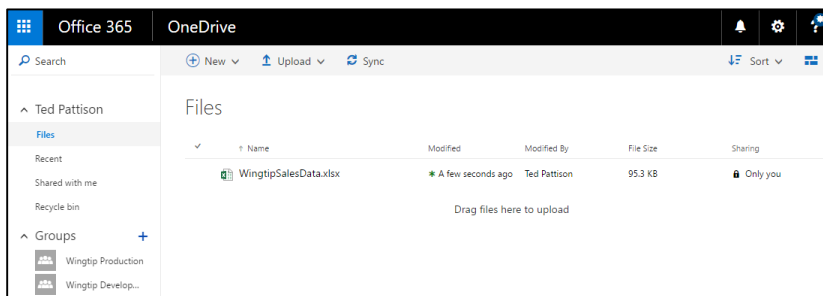 Office 365 OneDrive
Search
New Upload Sync Sort
Ted Pattison
Files
Recent
Shared with me
Recycle bin
Groups +
Wingtip Production
Wingtip Develop...
Files
Name Modified Modified By File Size Sharing
WingtipSalesData.xlsx A few seconds ago Ted Pattison 95.3 KB Only you
Drag files here to upload